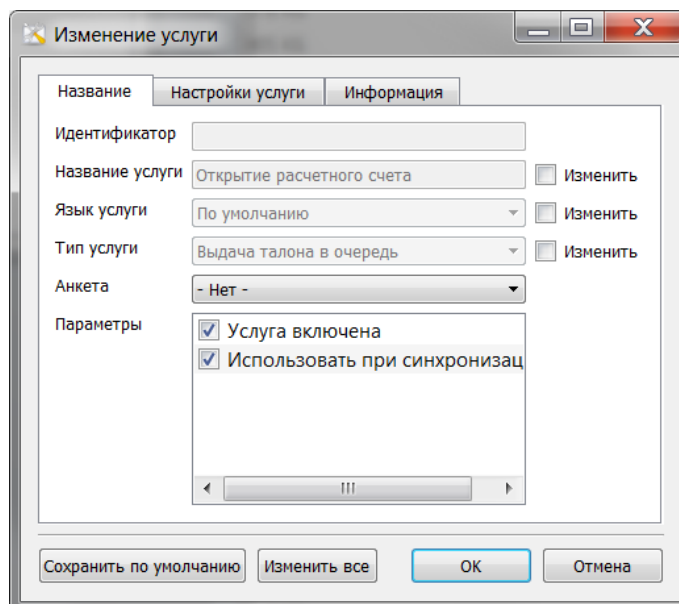 Изменение услуги
Название
Настройки услуги
Информация
Идентификатор
Название услуги
Открытие расчетного счета
Изменить
Язык услуги
По умолчанию
Изменить
Тип услуги
Выдача талона в очередь
Изменить
Анкета
- Нет -
Параметры
Услуга включена
Использовать при синхронизац
Сохранить по умолчанию
Изменить все
OK
Отмена